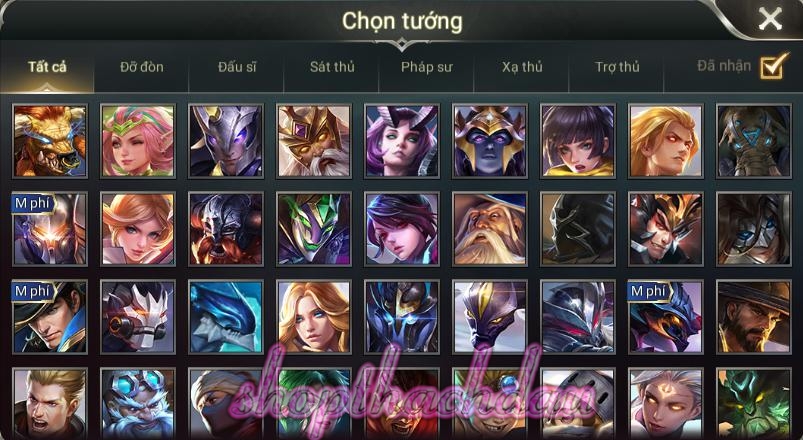 Chọn tướng
Tất cả Đỡ đòn Đấu sĩ Sát thủ Pháp sư Xạ thủ Trợ thủ Đã nhận
M phí
M phí M phí
shopthachdan